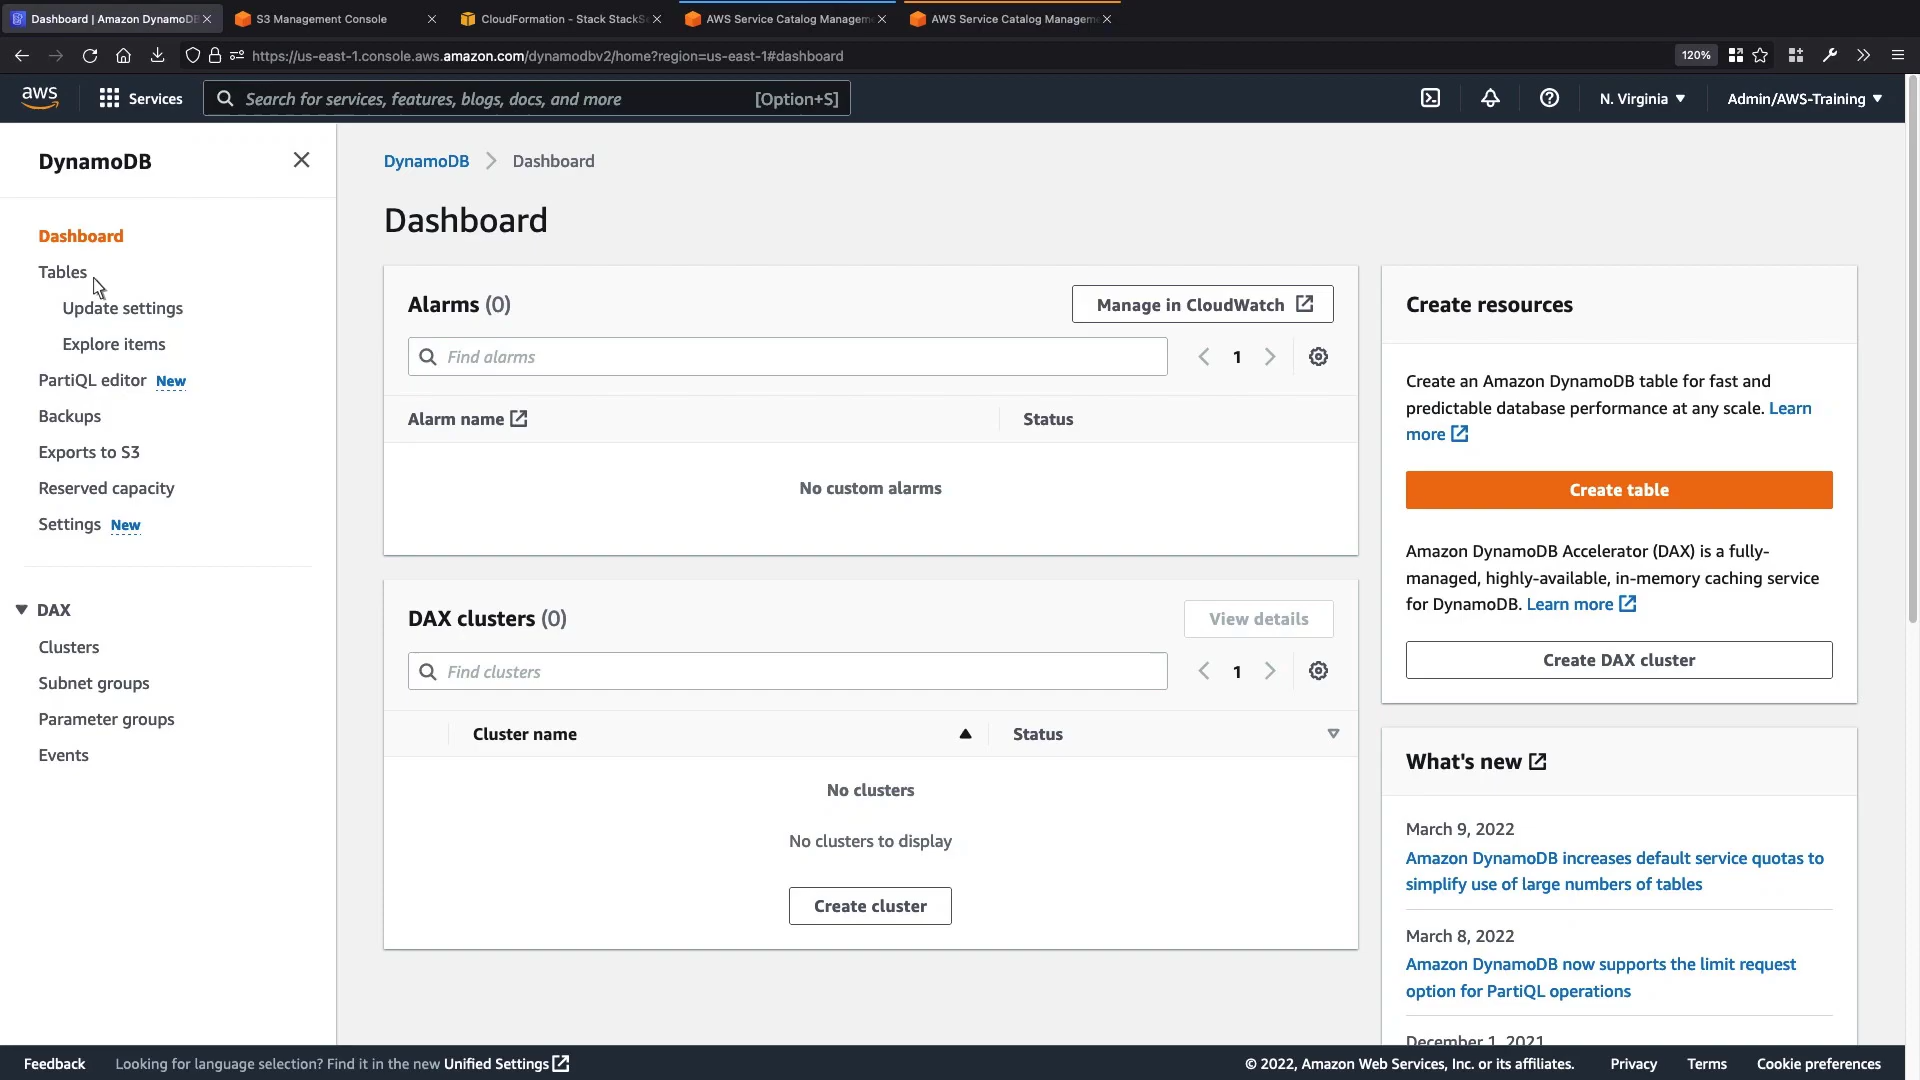 Dashboard | Amazon DynamoDB
S3 Management Console
CloudFormation - Stack StackSe
AWS Service Catalog Managem
AWS Service Catalog Managem
https://us-east-1.console.aws.amazon.com/dynamodbv2/home?region=us-east-1#dashboard
120%
aws
Services
Search for services, features, blogs, docs, and more
[Option+S]
N. Virginia
Admin/AWS-Training
DynamoDB
Dashboard
Tables
Update settings
Explore items
PartiQL editor New
Backups
Exports to S3
Reserved capacity
Settings New
DAX
Clusters
Subnet groups
Parameter groups
Events
DynamoDB > Dashboard
Dashboard
Alarms (0)
Manage in CloudWatch
Find alarms
1
Alarm name
Status
No custom alarms
DAX clusters (0)
View details
Find clusters
1
Cluster name
Status
No clusters
No clusters to display
Create cluster
Create resources
Create an Amazon DynamoDB table for fast and
predictable database performance at any scale. Learn
more
Create table
Amazon DynamoDB Accelerator (DAX) is a fully-
managed, highly-available, in-memory caching service
for DynamoDB. Learn more
Create DAX cluster
What's new
March 9, 2022
Amazon DynamoDB increases default service quotas to
simplify use of large numbers of tables
March 8, 2022
Amazon DynamoDB now supports the limit request
option for PartiQL operations
December 1, 2021
Feedback
Looking for language selection? Find it in the new Unified Settings
© 2022, Amazon Web Services, Inc. or its affiliates.
Privacy
Terms
Cookie preferences